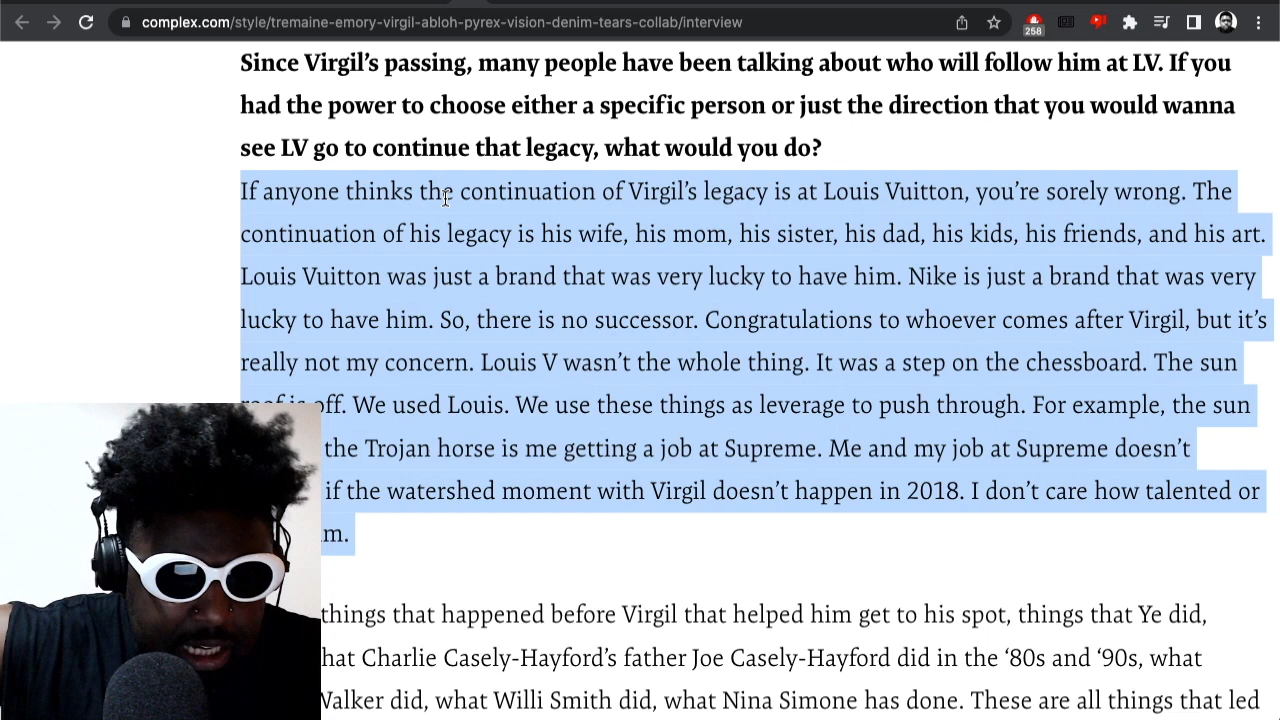 complex.com/style/tremaine-emory-virgil-abloh-pyrex-vision-denim-tears-collab/interview
258
Since Virgil’s passing, many people have been talking about who will follow him at LV. If you
had the power to choose either a specific person or just the direction that you would wanna
see LV go to continue that legacy, what would you do?
If anyone thinks the continuation of Virgil’s legacy is at Louis Vuitton, you’re sorely wrong. The
continuation of his legacy is his wife, his mom, his sister, his dad, his kids, his friends, and his art.
Louis Vuitton was just a brand that was very lucky to have him. Nike is just a brand that was very
lucky to have him. So, there is no successor. Congratulations to whoever comes after Virgil, but it’s
really not my concern. Louis V wasn’t the whole thing. It was a step on the chessboard. The sun
roof is off. We used Louis. We use these things as leverage to push through. For example, the sun
the Trojan horse is me getting a job at Supreme. Me and my job at Supreme doesn’t
if the watershed moment with Virgil doesn’t happen in 2018. I don’t care how talented or
m.
things that happened before Virgil that helped him get to his spot, things that Ye did,
hat Charlie Casely-Hayford’s father Joe Casely-Hayford did in the ‘80s and ‘90s, what
Walker did, what Willi Smith did, what Nina Simone has done. These are all things that led